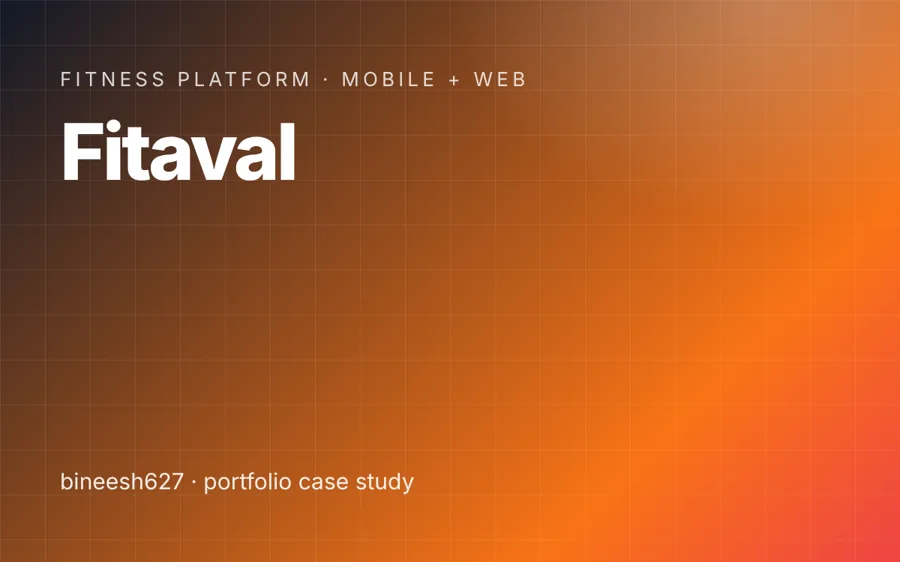 FITNESS PLATFORM · MOBILE + WEB
Fitaval
bineesh627 · portfolio case study